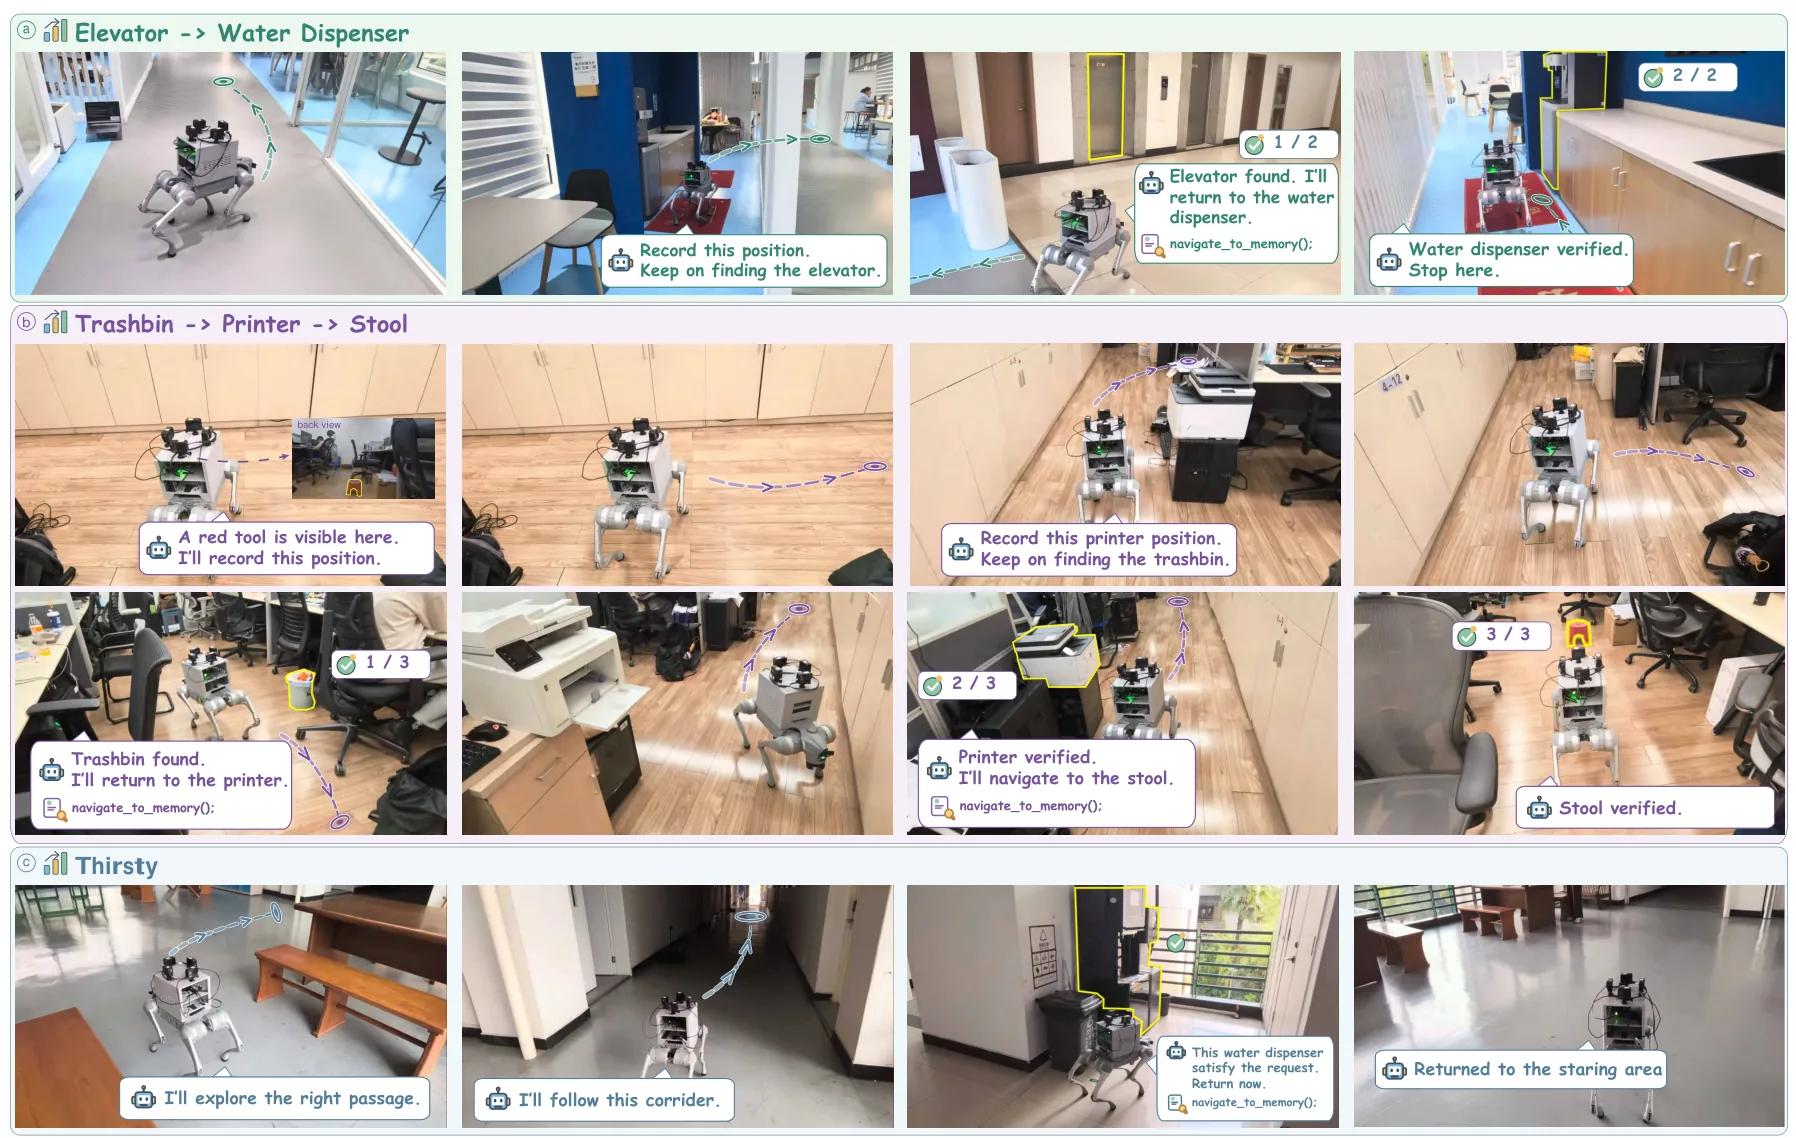 a Elevator -> Water Dispenser
Record this position.
Keep on finding the elevator.
1 / 2
Elevator found. I'll
return to the water
dispenser.
navigate_to_memory();
2 / 2
Water dispenser verified.
Stop here.
b Trashbin -> Printer -> Stool
back view
A red tool is visible here.
I'll record this position.
Record this printer position.
Keep on finding the trashbin.
4-12
1 / 3
Trashbin found.
I'll return to the printer.
navigate_to_memory();
2 / 3
Printer verified.
I'll navigate to the stool.
navigate_to_memory();
3 / 3
Stool verified.
c Thirsty
I'll explore the right passage.
I'll follow this corrider.
This water dispenser
satisfy the request.
Return now.
navigate_to_memory();
Returned to the staring area